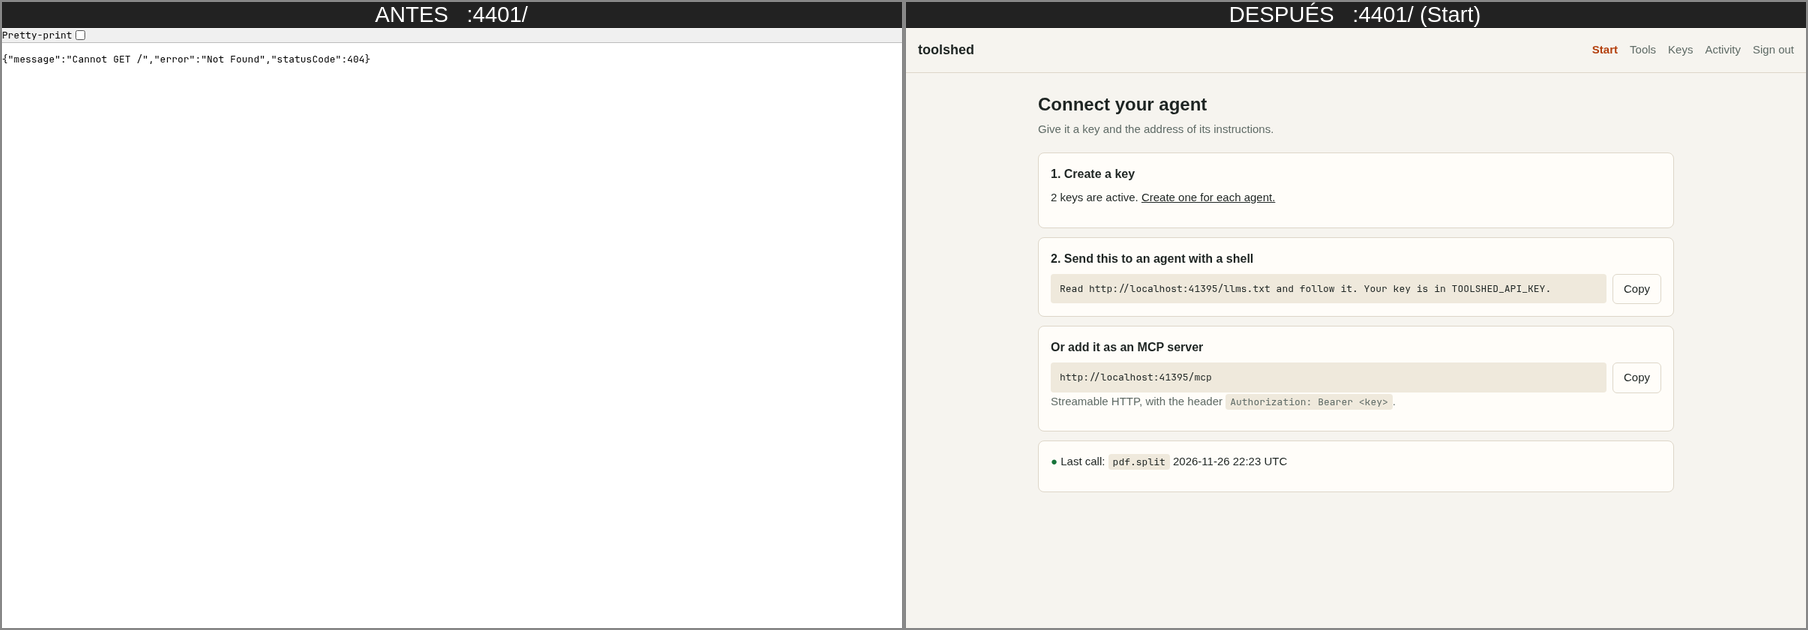 ANTES :4401/
Pretty-print
{"message":"Cannot GET /","error":"Not Found","statusCode":404}
DESPUÉS :4401/ (Start)
toolshed
Start Tools Keys Activity Sign out
Connect your agent
Give it a key and the address of its instructions.
1. Create a key
2 keys are active. Create one for each agent.
2. Send this to an agent with a shell
Read http://localhost:41395/llms.txt and follow it. Your key is in TOOLSHED_API_KEY. Copy
Or add it as an MCP server
http://localhost:41395/mcp Copy
Streamable HTTP, with the header Authorization: Bearer <key>.
Last call: pdf.split 2026-11-26 22:23 UTC